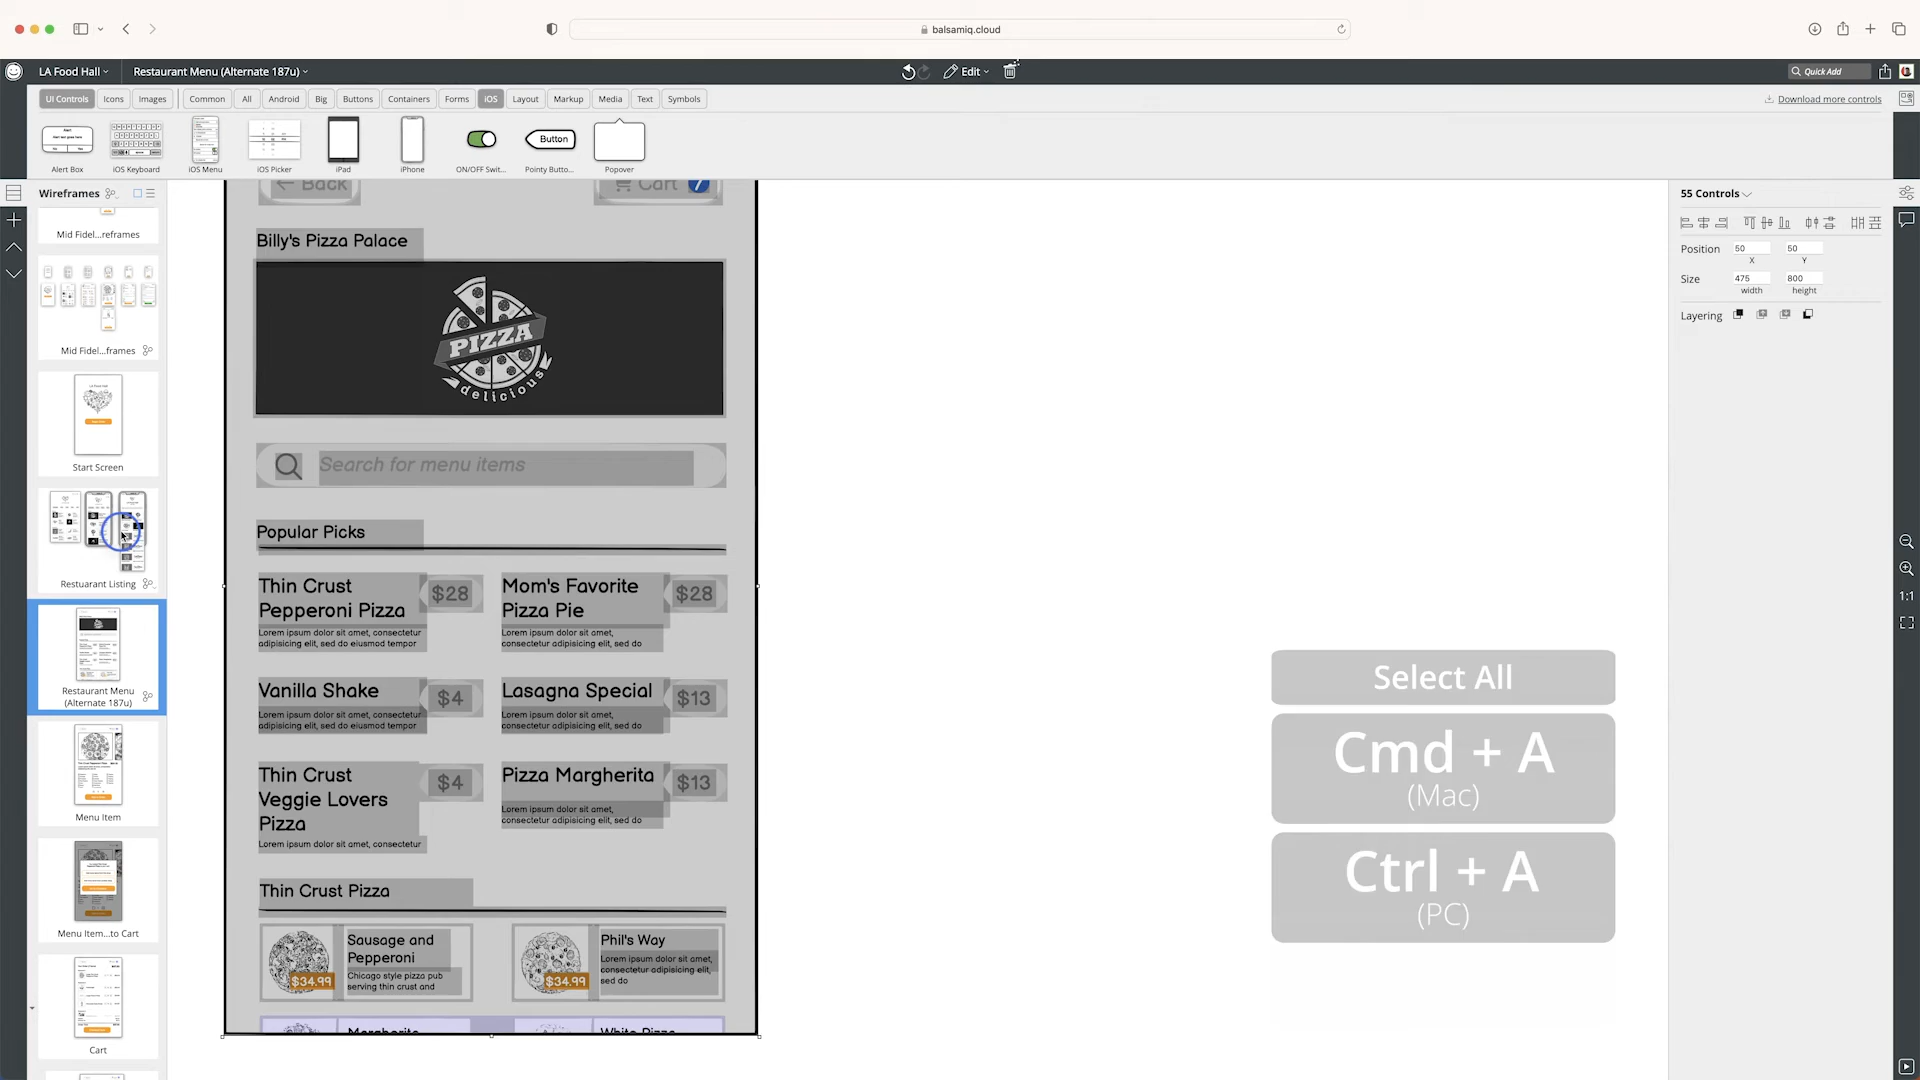 balsamiq.cloud
LA Food Hall
Restaurant Menu (Alternate 187u)
Edit
Quick Add
UI Controls
Icons
Images
Common
All
Android
Big
Buttons
Containers
Forms
iOS
Layout
Markup
Media
Text
Symbols
Download more controls
Button
Alert Box
iOS Keyboard
iOS Menu
iOS Picker
iPad
iPhone
ON/OFF Swit...
Pointy Butto...
Popover
Wireframes
Mid Fidel...reframes
Mid Fidel...frames
Start Screen
Restuarant Listing
Restaurant Menu
(Alternate 187u)
Menu Item
Menu Item...to Cart
Cart
Back
Cart
7
Billy's Pizza Palace
PIZZA
delicious
Search for menu items
Popular Picks
Thin Crust
Pepperoni Pizza
$28
Lorem ipsum dolor sit amet, consectetur
adipisicing elit, sed do eiusmod tempor
Mom's Favorite
Pizza Pie
$28
Lorem ipsum dolor sit amet,
consectetur adipisicing elit, sed do
Vanilla Shake
$4
Lorem ipsum dolor sit amet, consectetur
adipisicing elit, sed do eiusmod tempor
Lasagna Special
$13
Lorem ipsum dolor sit amet,
consectetur adipisicing elit, sed do
Thin Crust
Veggie Lovers
Pizza
$4
Lorem ipsum dolor sit amet, consectetur
Pizza Margherita
$13
Lorem ipsum dolor sit amet,
consectetur adipisicing elit, sed do
Thin Crust Pizza
Sausage and
Pepperoni
Chicago style pizza pub
serving thin crust and
$34.99
Phil's Way
Lorem ipsum dolor sit amet,
consectetur adipisicing elit,
sed do
$34.99
Margherita
White Pizza
55 Controls
Position
50
50
X
Y
Size
475
800
width
height
Layering
1:1
Select All
Cmd + A
(Mac)
Ctrl + A
(PC)